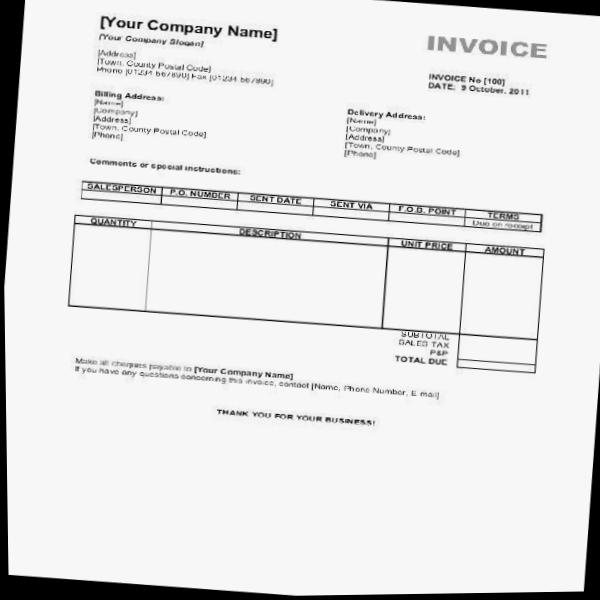 [Your Company Name]
[Your Company Slogan]
INVOICE
[Address]
[Town, County Postal Code]
Phone [01234 567890] Fax [01234 567890]
INVOICE No [100]
DATE: 9 October, 2011
Billing Address:
[Name]
[Company]
[Address]
[Town, County Postal Code]
[Phone]
Delivery Address:
[Name]
[Company]
[Address]
[Town, County Postal Code]
[Phone]
Comments or special instructions:
SALESPERSON P.O. NUMBER SENT DATE SENT VIA F.O.B. POINT TERMS
Due on receipt
QUANTITY DESCRIPTION UNIT PRICE AMOUNT
SUBTOTAL
SALES TAX
P&P
TOTAL DUE
Make all cheques payable to [Your Company Name]
If you have any questions concerning this invoice, contact [Name, Phone Number, E-mail]
THANK YOU FOR YOUR BUSINESS!